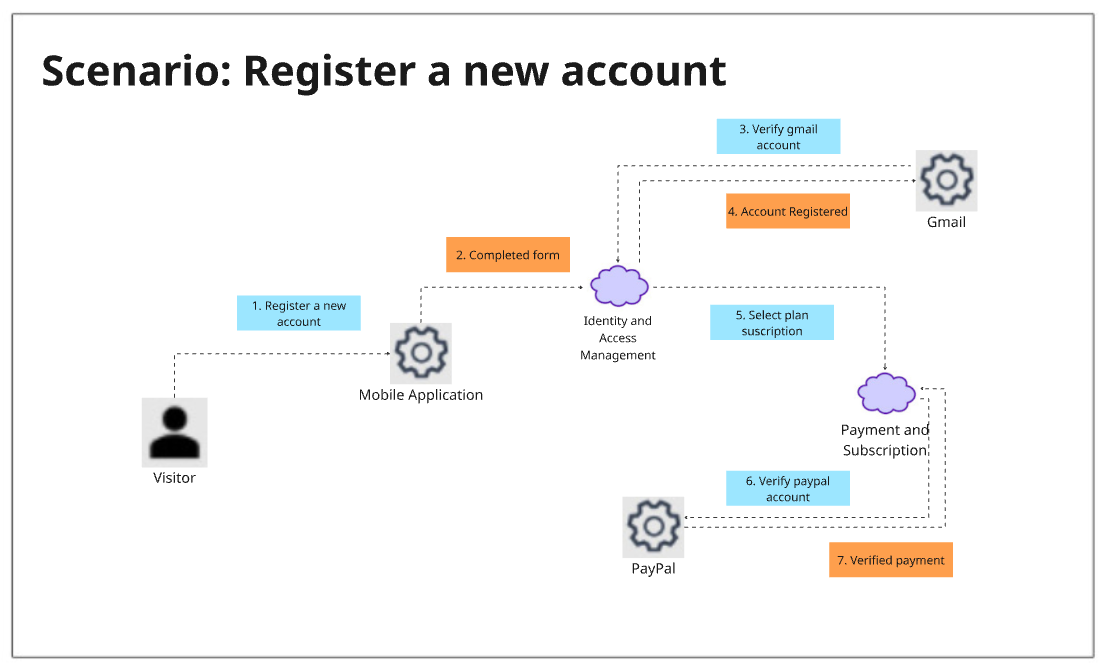 Scenario: Register a new account
3. Verify gmail
account
4. Account Registered
Gmail
2. Completed form
1. Register a new
account
Identity and
Access
Management
5. Select plan
suscription
Mobile Application
Visitor
Payment and
Subscription
6. Verify paypal
account
PayPal
7. Verified payment